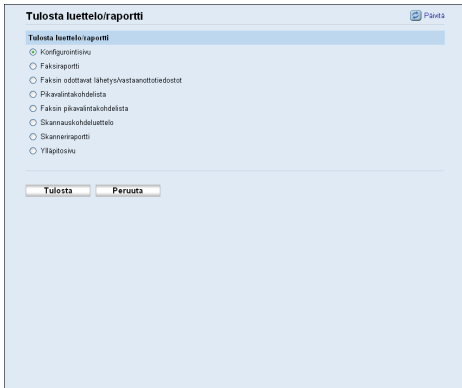 Tulosta luettelo/raportti
Päivitä
Tulosta luettelo/raportti
Konfigurointisivu
Faksiraportti
Faksin odottavat lähetys/vastaanottotiedostot
Pikavalintakohdelista
Faksin pikavalintakohdelista
Skannauskohdeluettelo
Skanneriraportti
Ylläpitosivu
Tulosta
Peruuta